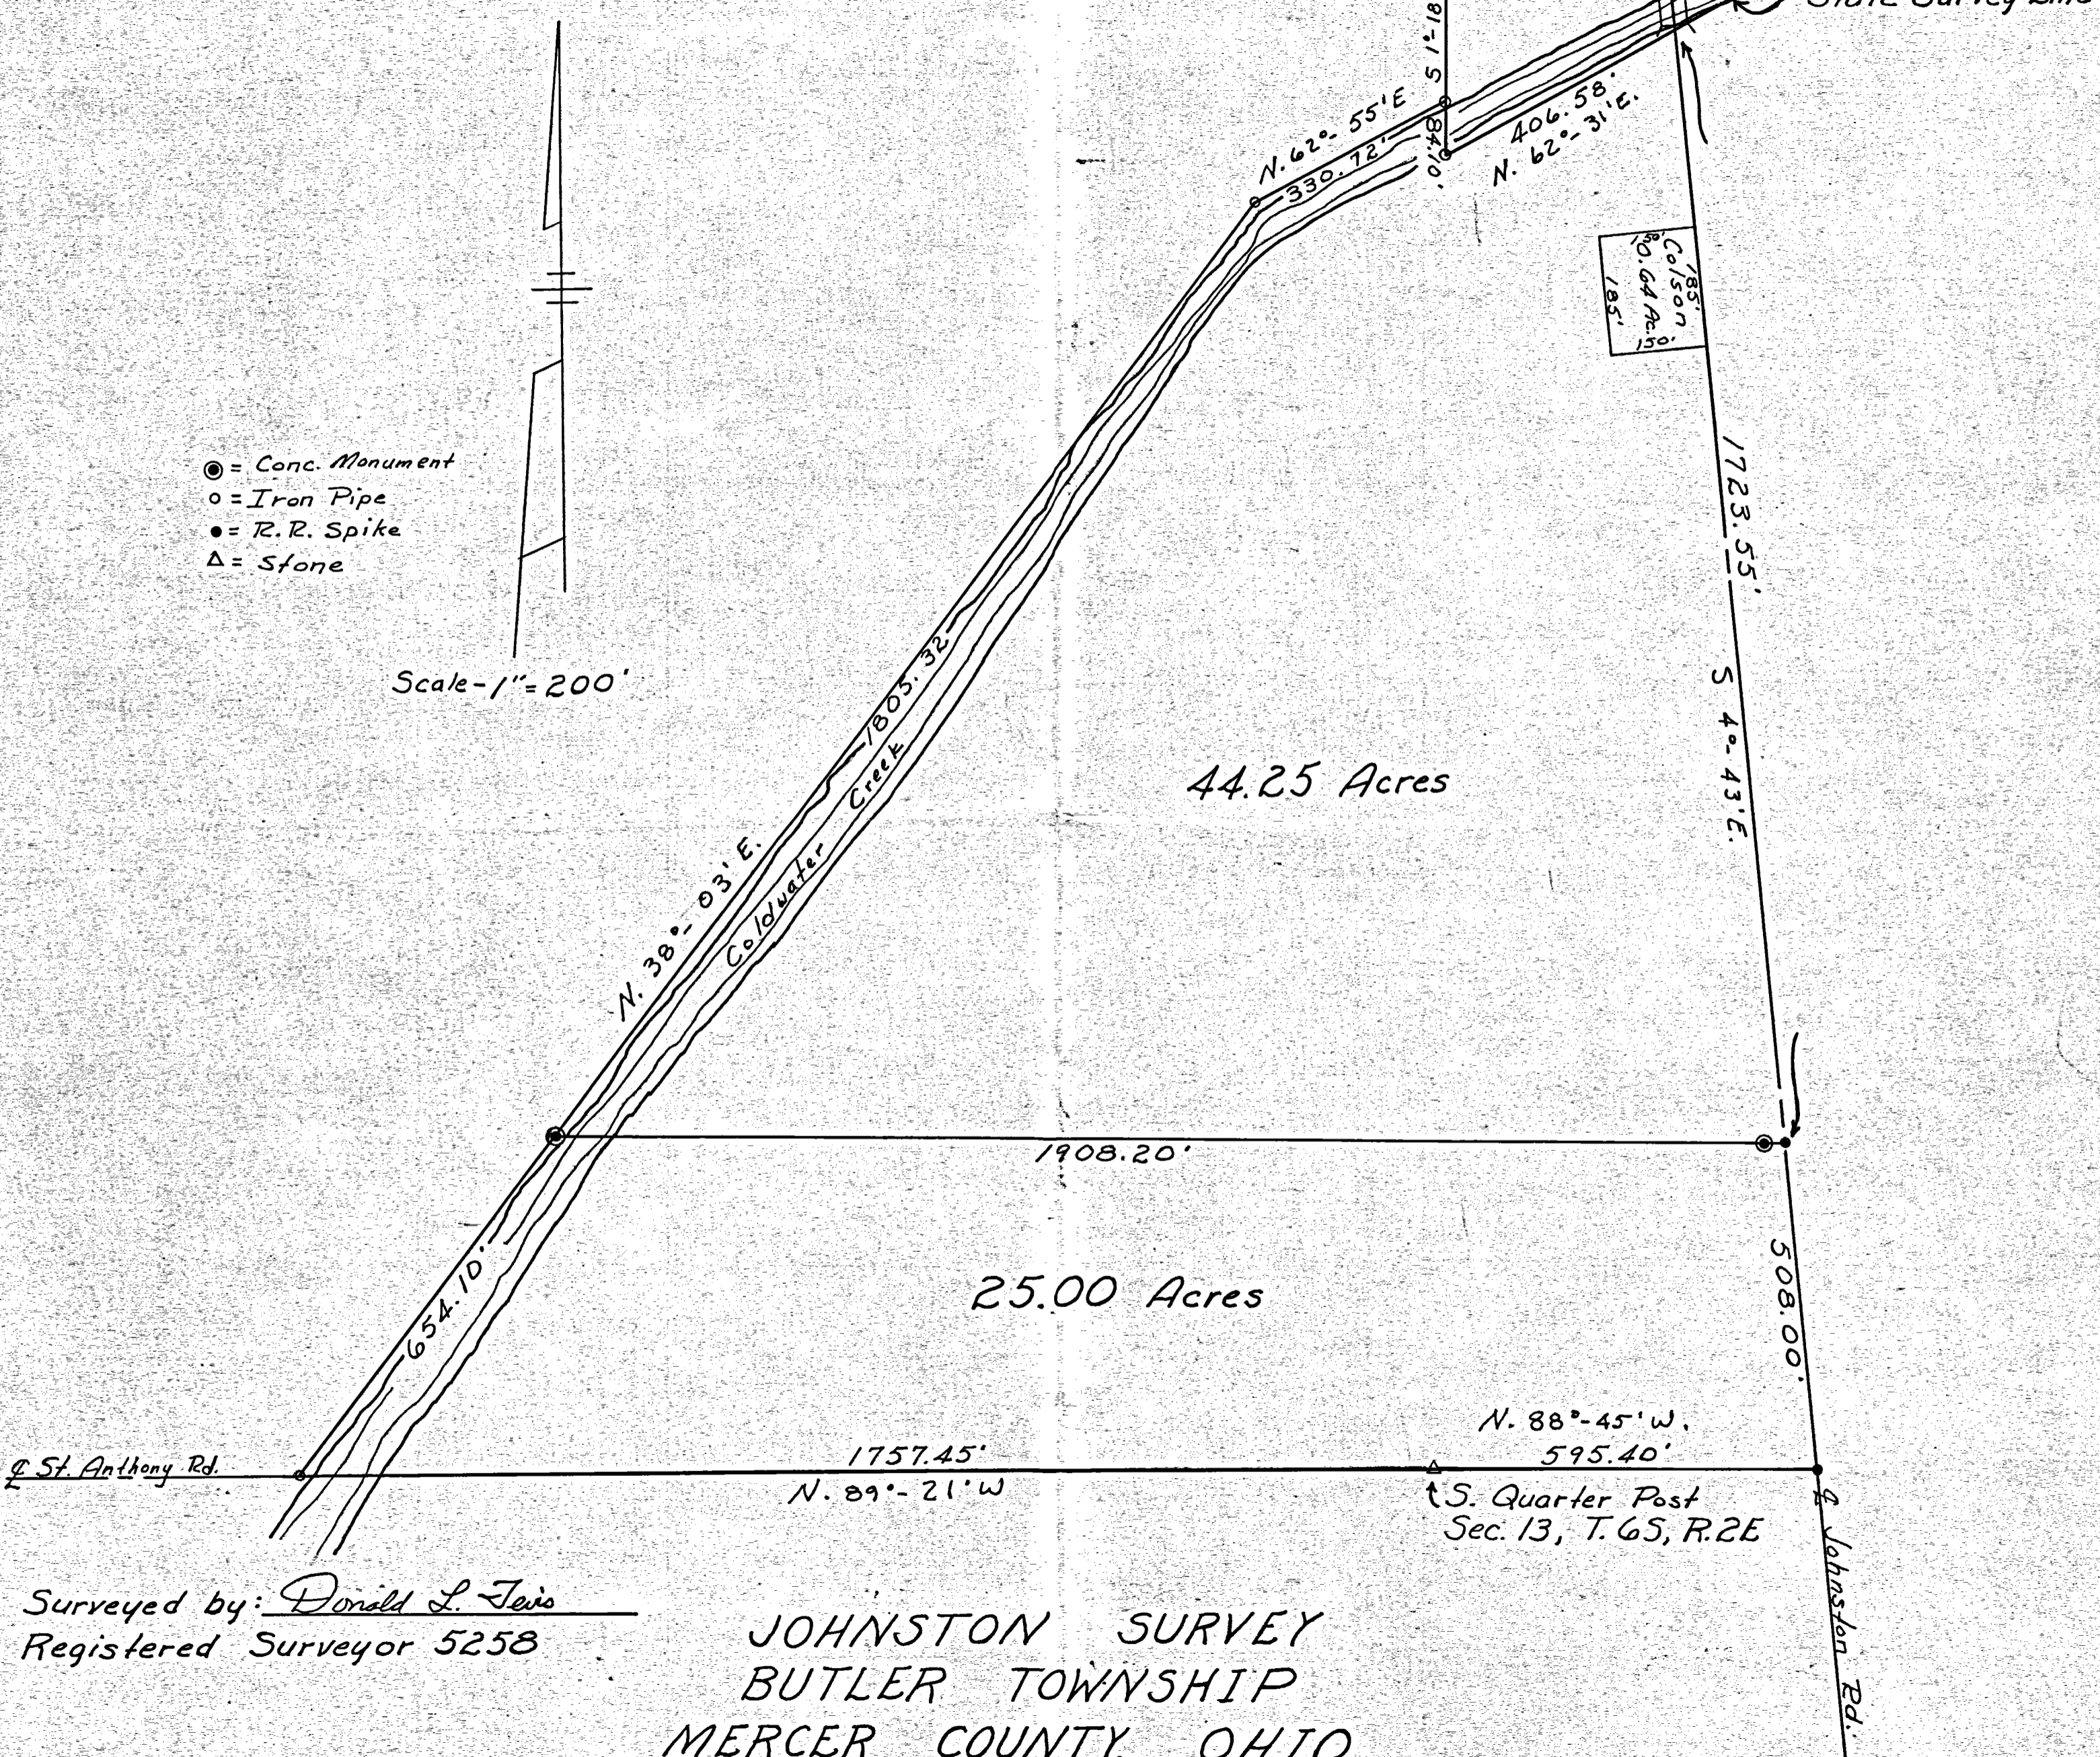 State Survey Line
S 1°-18'
84.10'
N. 62°- 55'E
330.72'
406.58'
N. 62°- 31'E.
185'
Colson
150'
0.64 Ac.
150'
185'
1723.55'
S 4°- 43'E.
◉ = Conc. Monument
○ = Iron Pipe
● = R.R. Spike
△ = Stone
Scale-1"=200'
1805.32
Coldwater Creek
N. 38°- 03'E.
44.25 Acres
1908.20'
654.10'
25.00 Acres
508.00'
N. 88°-45'W.
595.40'
1757.45'
N. 89°- 21'W
℄ St. Anthony Rd.
S. Quarter Post
Sec. 13, T.6S, R.2E
℄ Johnston Rd.
Surveyed by: Donald L. Tevis
Registered Surveyor 5258
JOHNSTON SURVEY
BUTLER TOWNSHIP
MERCER COUNTY, OHIO